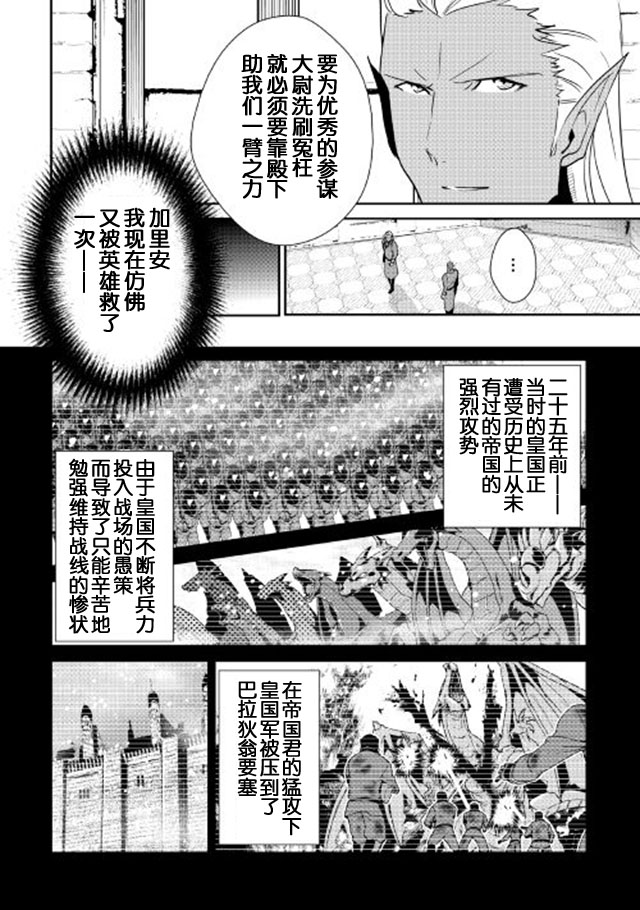 要为优秀的参谋
大尉洗刷冤枉
就必须要靠殿下
助我们一臂之力
…
加里安
我现在仿佛
又被英雄救了
一次——
二十五年前——
当时的皇国正
遭受历史上从未
有过的帝国的
强烈攻势
由于皇国不断将兵力
投入战场的愚策
而导致了只能辛苦地
勉强维持战线的惨状
在帝国君的猛攻下
皇国军被压到了
巴拉狄翁要塞